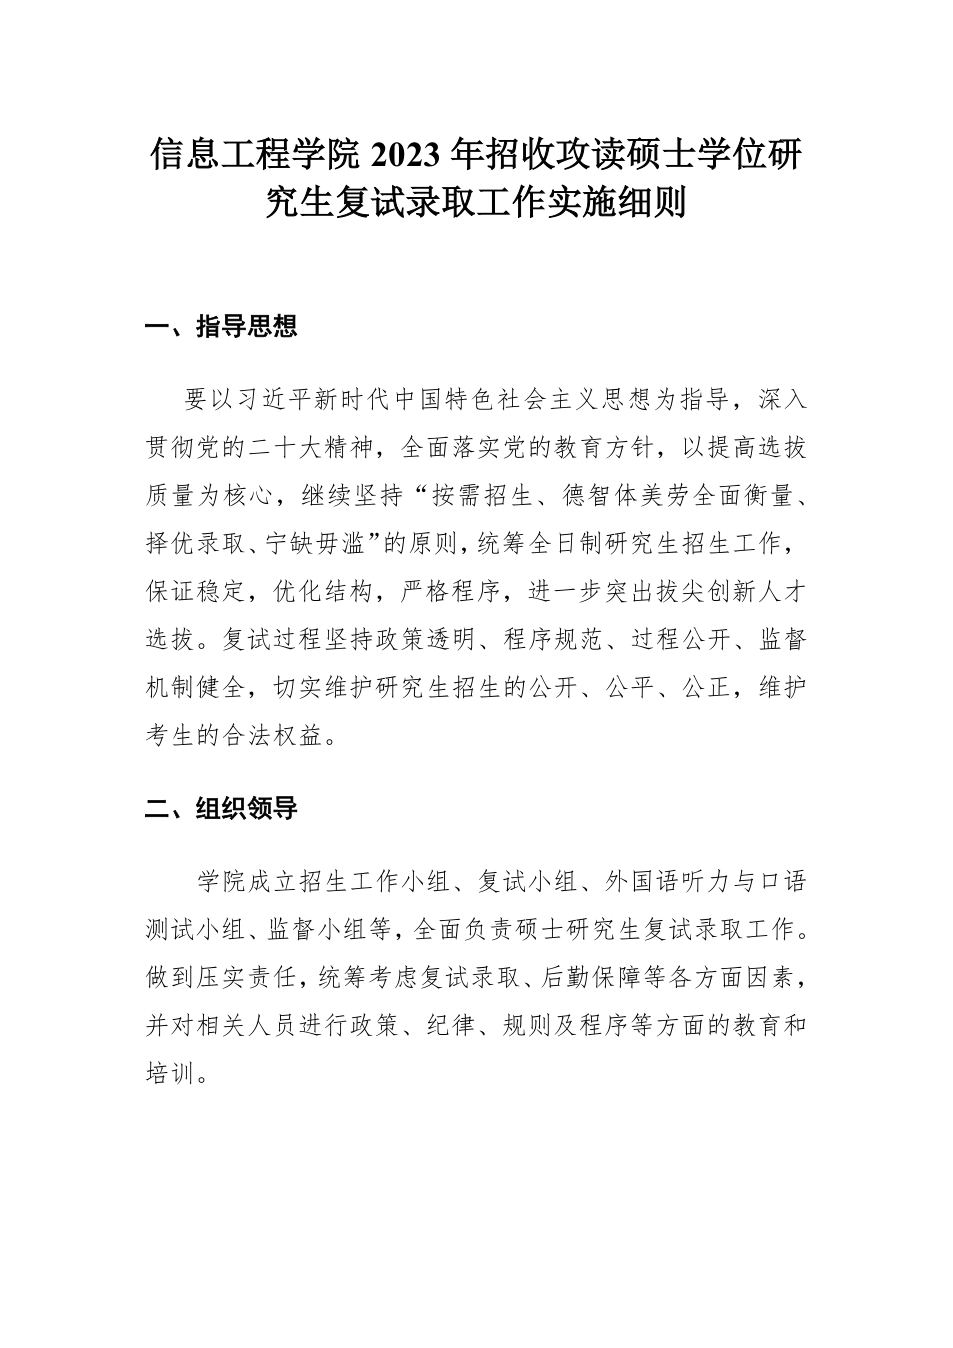 信息工程学院 2023 年招收攻读硕士学位研
究生复试录取工作实施细则
一、指导思想
要以习近平新时代中国特色社会主义思想为指导，深入
贯彻党的二十大精神，全面落实党的教育方针，以提高选拔
质量为核心，继续坚持“按需招生、德智体美劳全面衡量、
择优录取、宁缺毋滥”的原则，统筹全日制研究生招生工作，
保证稳定，优化结构，严格程序，进一步突出拔尖创新人才
选拔。复试过程坚持政策透明、程序规范、过程公开、监督
机制健全，切实维护研究生招生的公开、公平、公正，维护
考生的合法权益。
二、组织领导
学院成立招生工作小组、复试小组、外国语听力与口语
测试小组、监督小组等，全面负责硕士研究生复试录取工作。
做到压实责任，统筹考虑复试录取、后勤保障等各方面因素，
并对相关人员进行政策、纪律、规则及程序等方面的教育和
培训。